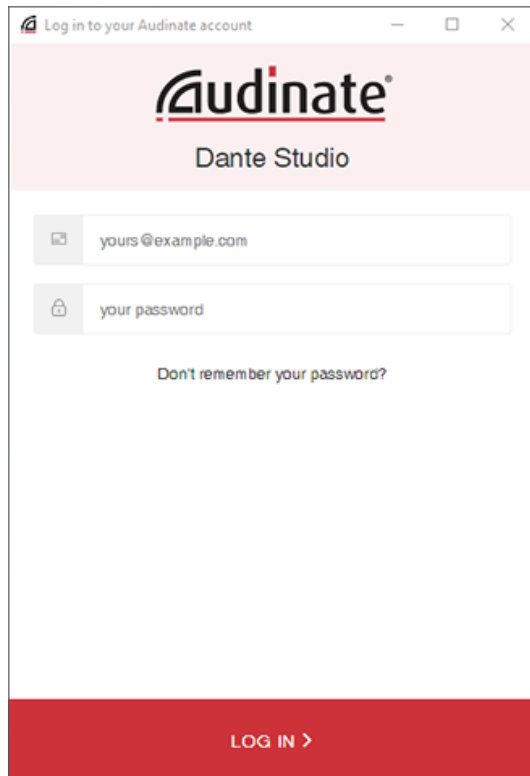 Log in to your Audinate account
Audinate®
Dante Studio
yours@example.com
your password
Don't remember your password?
LOG IN >